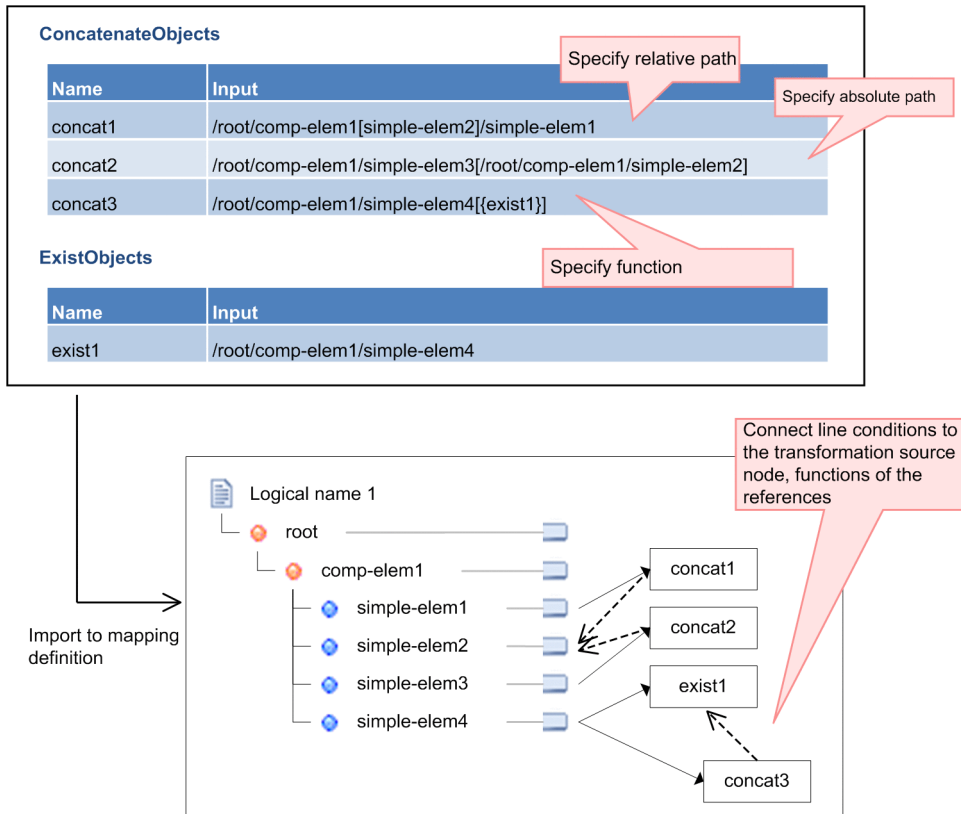 ConcatenateObjects
Specify relative path
Name Input
Specify absolute path
concat1 /root/comp-elem1[simple-elem2]/simple-elem1
concat2 /root/comp-elem1/simple-elem3[/root/comp-elem1/simple-elem2]
concat3 /root/comp-elem1/simple-elem4[{exist1}]
ExistObjects
Specify function
Name Input
exist1 /root/comp-elem1/simple-elem4
Connect line conditions to
the transformation source
node, functions of the
references
Logical name 1
root
comp-elem1
concat1
simple-elem1
Import to mapping
definition
simple-elem2
concat2
simple-elem3
exist1
simple-elem4
concat3